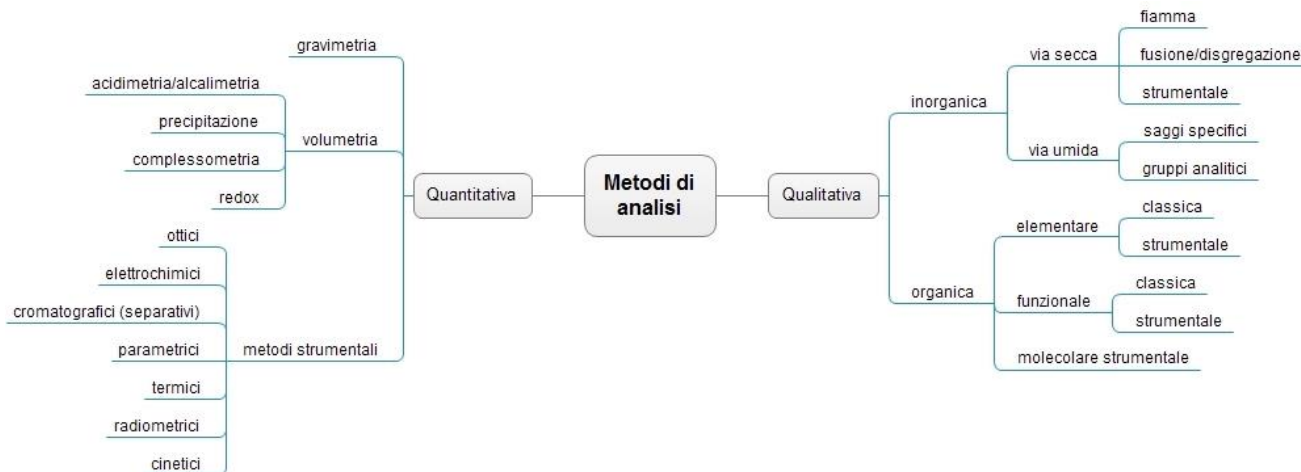 Metodi di
analisi
Quantitativa
gravimetria
volumetria
acidimetria/alcalimetria
precipitazione
complessometria
redox
metodi strumentali
ottici
elettrochimici
cromatografici (separativi)
parametrici
termici
radiometrici
cinetici
Qualitativa
inorganica
via secca
fiamma
fusione/disgregazione
strumentale
via umida
saggi specifici
gruppi analitici
organica
elementare
classica
strumentale
funzionale
classica
strumentale
molecolare strumentale